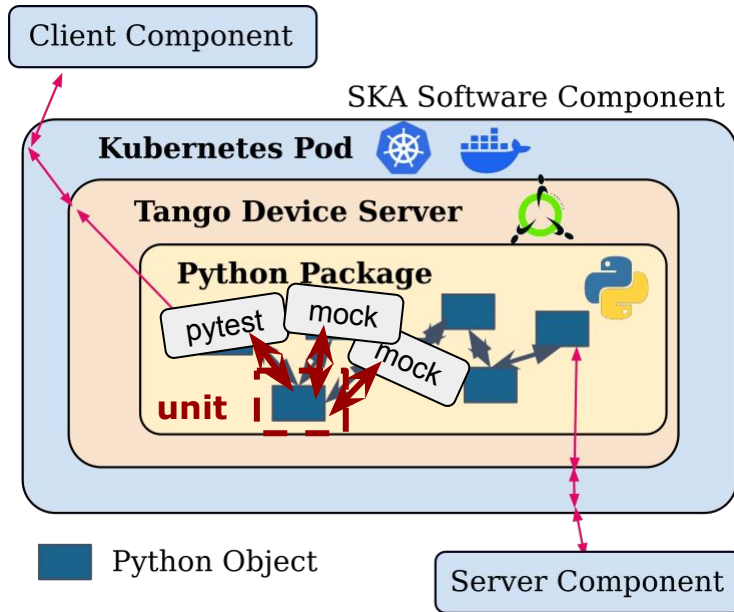 Client Component
SKA Software Component
Kubernetes Pod
Tango Device Server
Python Package
pytest
mock
mock
unit
Python Object
Server Component